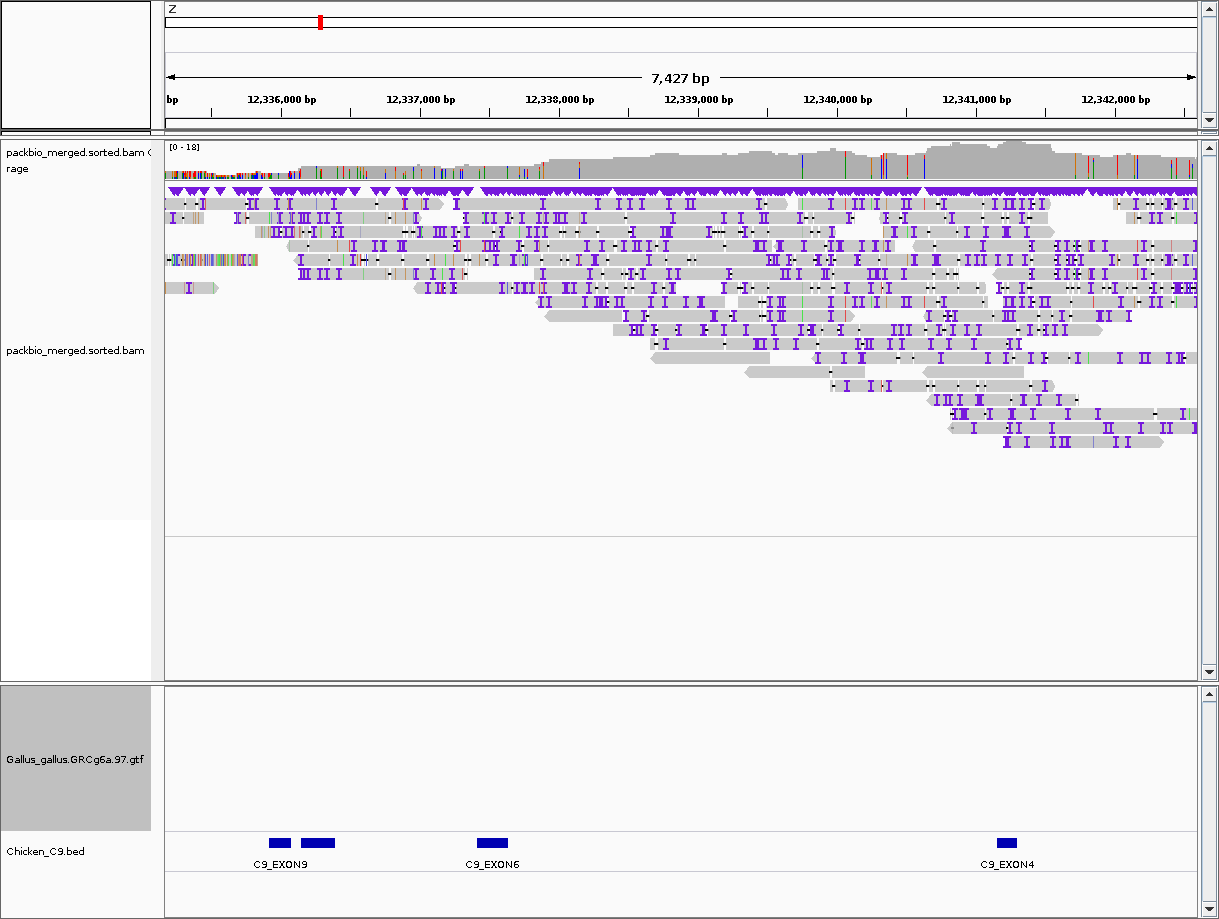 Z
7,427 bp
bp 12,336,000 bp 12,337,000 bp 12,338,000 bp 12,339,000 bp 12,340,000 bp 12,341,000 bp 12,342,000 bp
packbio_merged.sorted.bam C
rage
[0 - 18]
packbio_merged.sorted.bam
Gallus_gallus.GRCg6a.97.gtf
Chicken_C9.bed
C9_EXON9 C9_EXON6 C9_EXON4